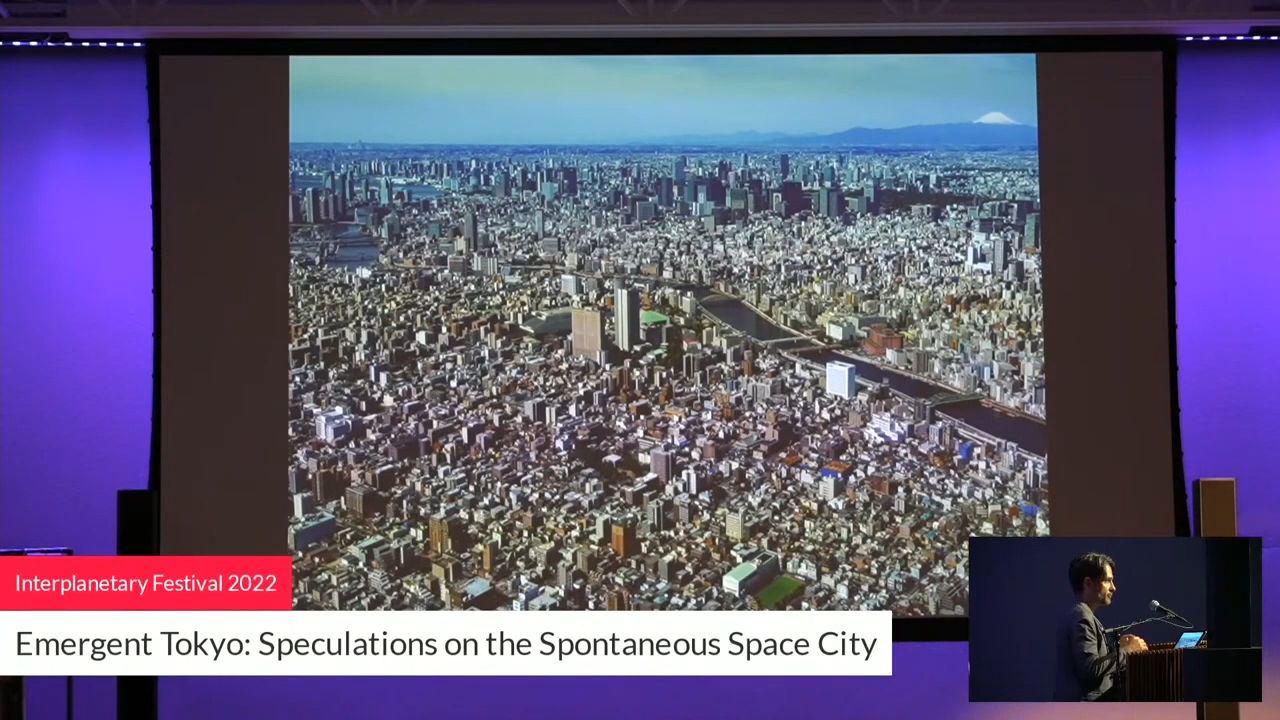 Interplanetary Festival 2022
Emergent Tokyo: Speculations on the Spontaneous Space City